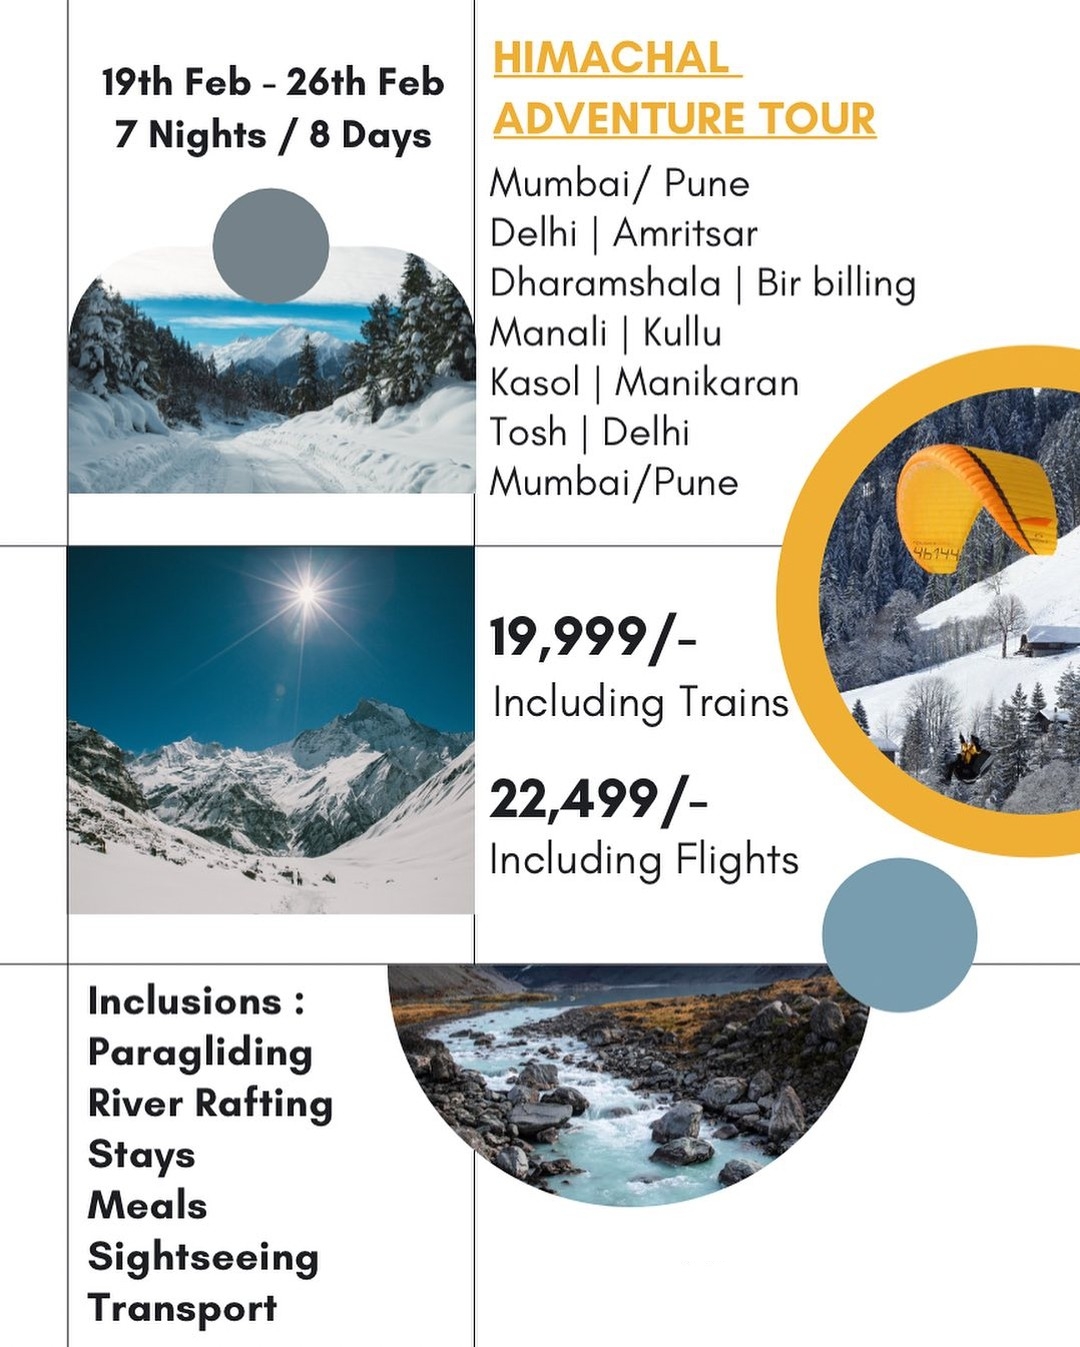 19th Feb - 26th Feb
7 Nights / 8 Days
HIMACHAL
ADVENTURE TOUR
Mumbai/ Pune
Delhi | Amritsar
Dharamshala | Bir billing
Manali | Kullu
Kasol | Manikaran
Tosh | Delhi
Mumbai/Pune
46144
19,999/-
Including Trains
22,499/-
Including Flights
Inclusions :
Paragliding
River Rafting
Stays
Meals
Sightseeing
Transport